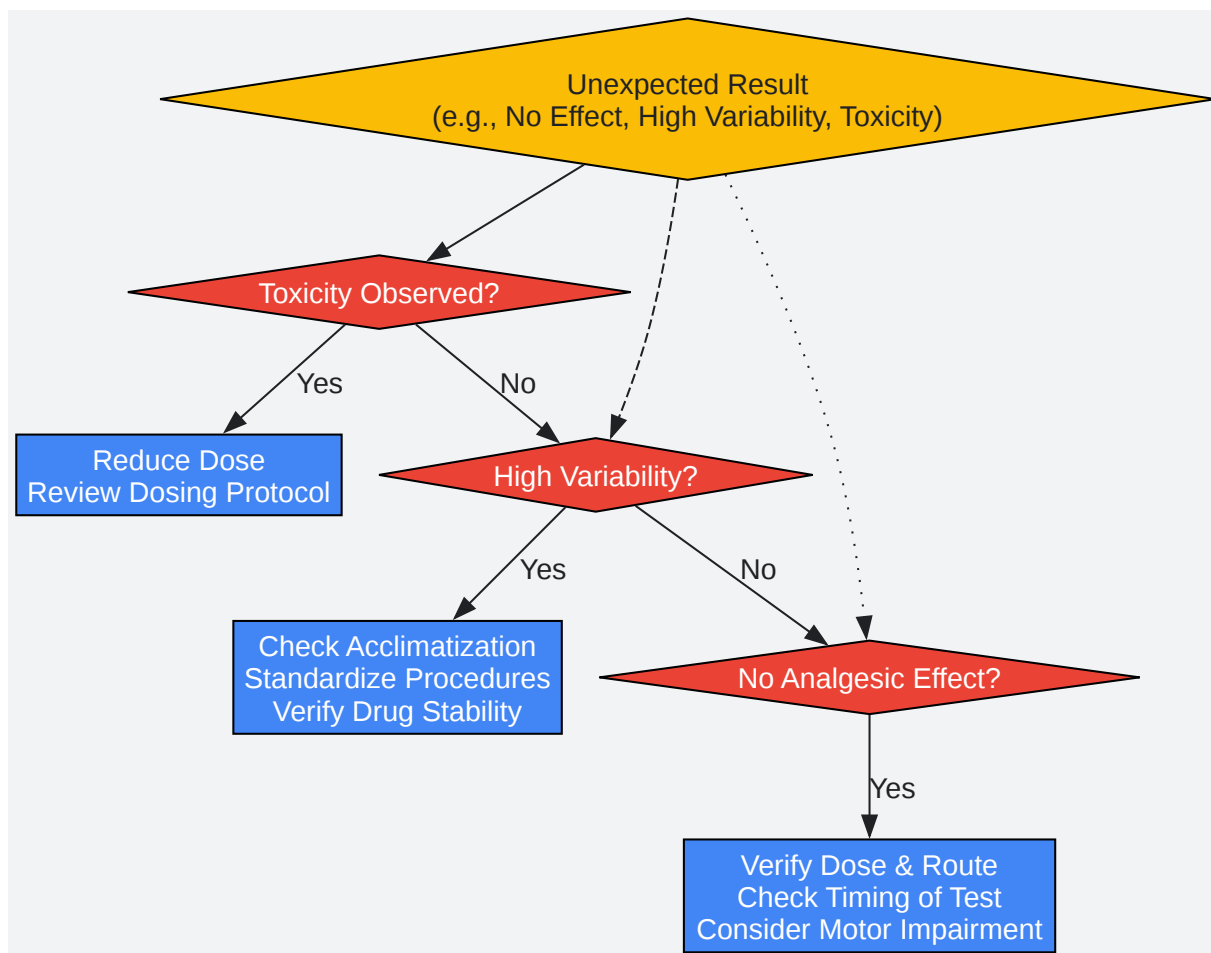 Unexpected Result
(e.g., No Effect, High Variability, Toxicity)
Toxicity Observed?
Yes
No
Reduce Dose
Review Dosing Protocol
High Variability?
Yes
No
Check Acclimatization
Standardize Procedures
Verify Drug Stability
No Analgesic Effect?
Yes
Verify Dose & Route
Check Timing of Test
Consider Motor Impairment